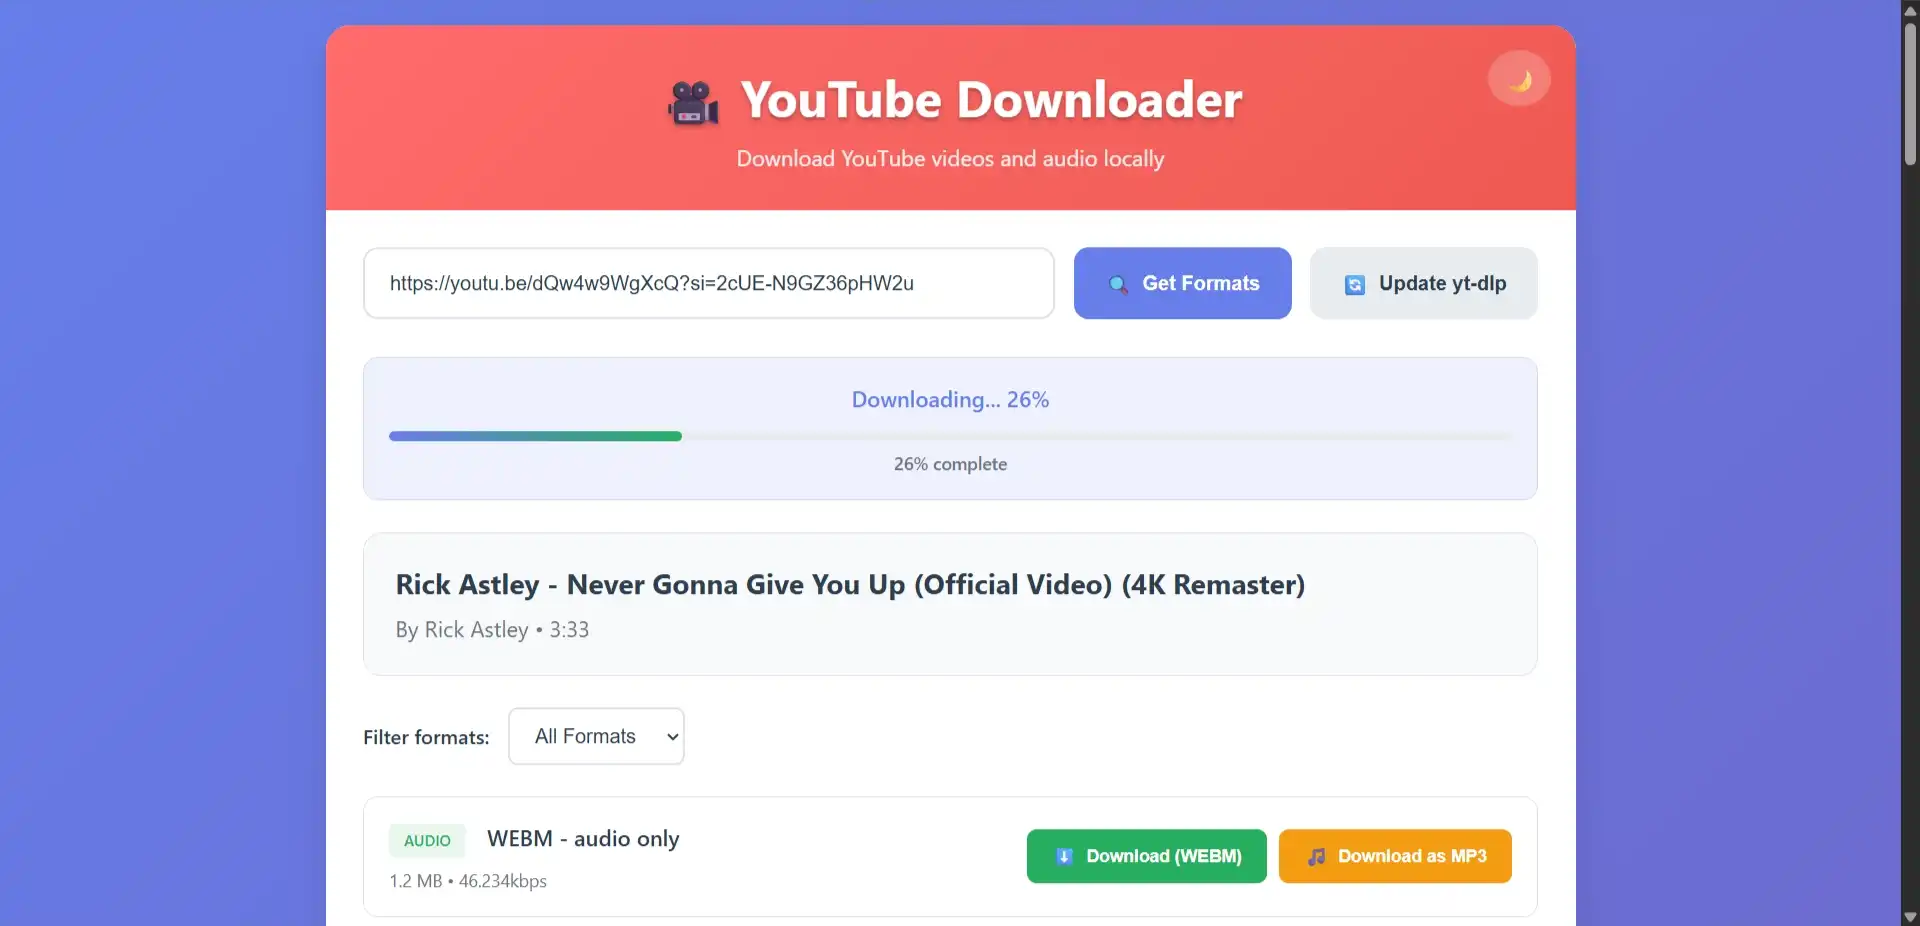 YouTube Downloader
Download YouTube videos and audio locally
https://youtu.be/dQw4w9WgXcQ?si=2cUE-N9GZ36pHW2u
Get Formats
Update yt-dlp
Downloading... 26%
26% complete
Rick Astley - Never Gonna Give You Up (Official Video) (4K Remaster)
By Rick Astley • 3:33
Filter formats:
All Formats
AUDIO
WEBM - audio only
1.2 MB • 46.234kbps
Download (WEBM)
Download as MP3